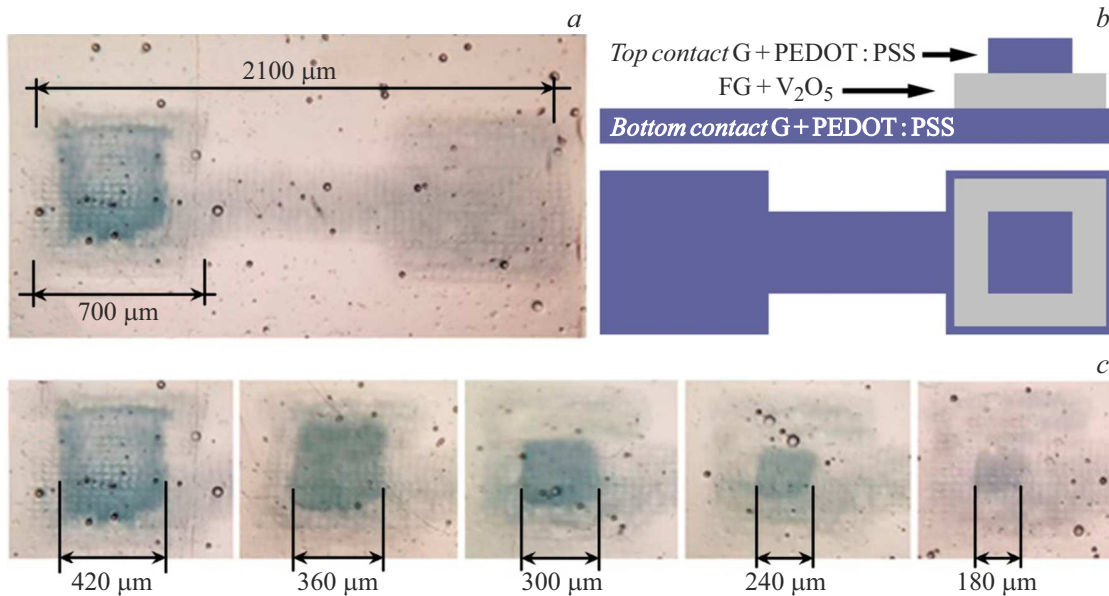 a
2100 μm
700 μm
b
Top contact G + PEDOT : PSS
FG + V₂O₅
Bottom contact G + PEDOT : PSS
c
420 μm
360 μm
300 μm
240 μm
180 μm